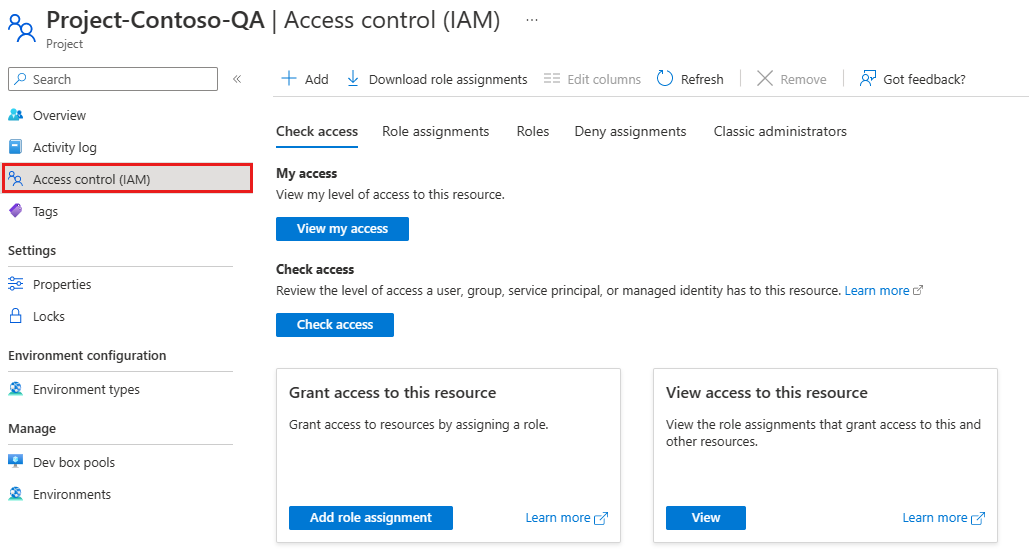 Project-Contoso-QA | Access control (IAM) ...
Project
Search
«
Add
Download role assignments
Edit columns
Refresh
Remove
Got feedback?
Overview
Activity log
Access control (IAM)
Tags
Settings
Properties
Locks
Environment configuration
Environment types
Manage
Dev box pools
Environments
Check access
Role assignments
Roles
Deny assignments
Classic administrators
My access
View my level of access to this resource.
View my access
Check access
Review the level of access a user, group, service principal, or managed identity has to this resource. Learn more
Check access
Grant access to this resource
Grant access to resources by assigning a role.
Add role assignment
Learn more
View access to this resource
View the role assignments that grant access to this and
other resources.
View
Learn more